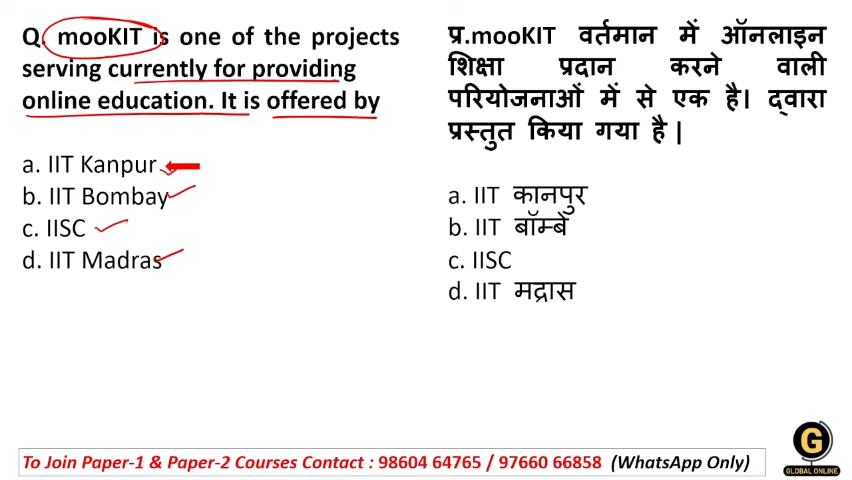 Q. mooKIT is one of the projects
serving currently for providing
online education. It is offered by
a. IIT Kanpur
b. IIT Bombay
c. IISC
d. IIT Madras
प्र.mooKIT वर्तमान में ऑनलाइन
शिक्षा प्रदान करने वाली
परियोजनाओं में से एक है। द्वारा
प्रस्तुत किया गया है |
a. IIT कानपुर
b. IIT बॉम्बे
c. IISC
d. IIT मद्रास
G
GLOBAL ONLINE
To Join Paper-1 & Paper-2 Courses Contact : 98604 64765 / 97660 66858 (WhatsApp Only)